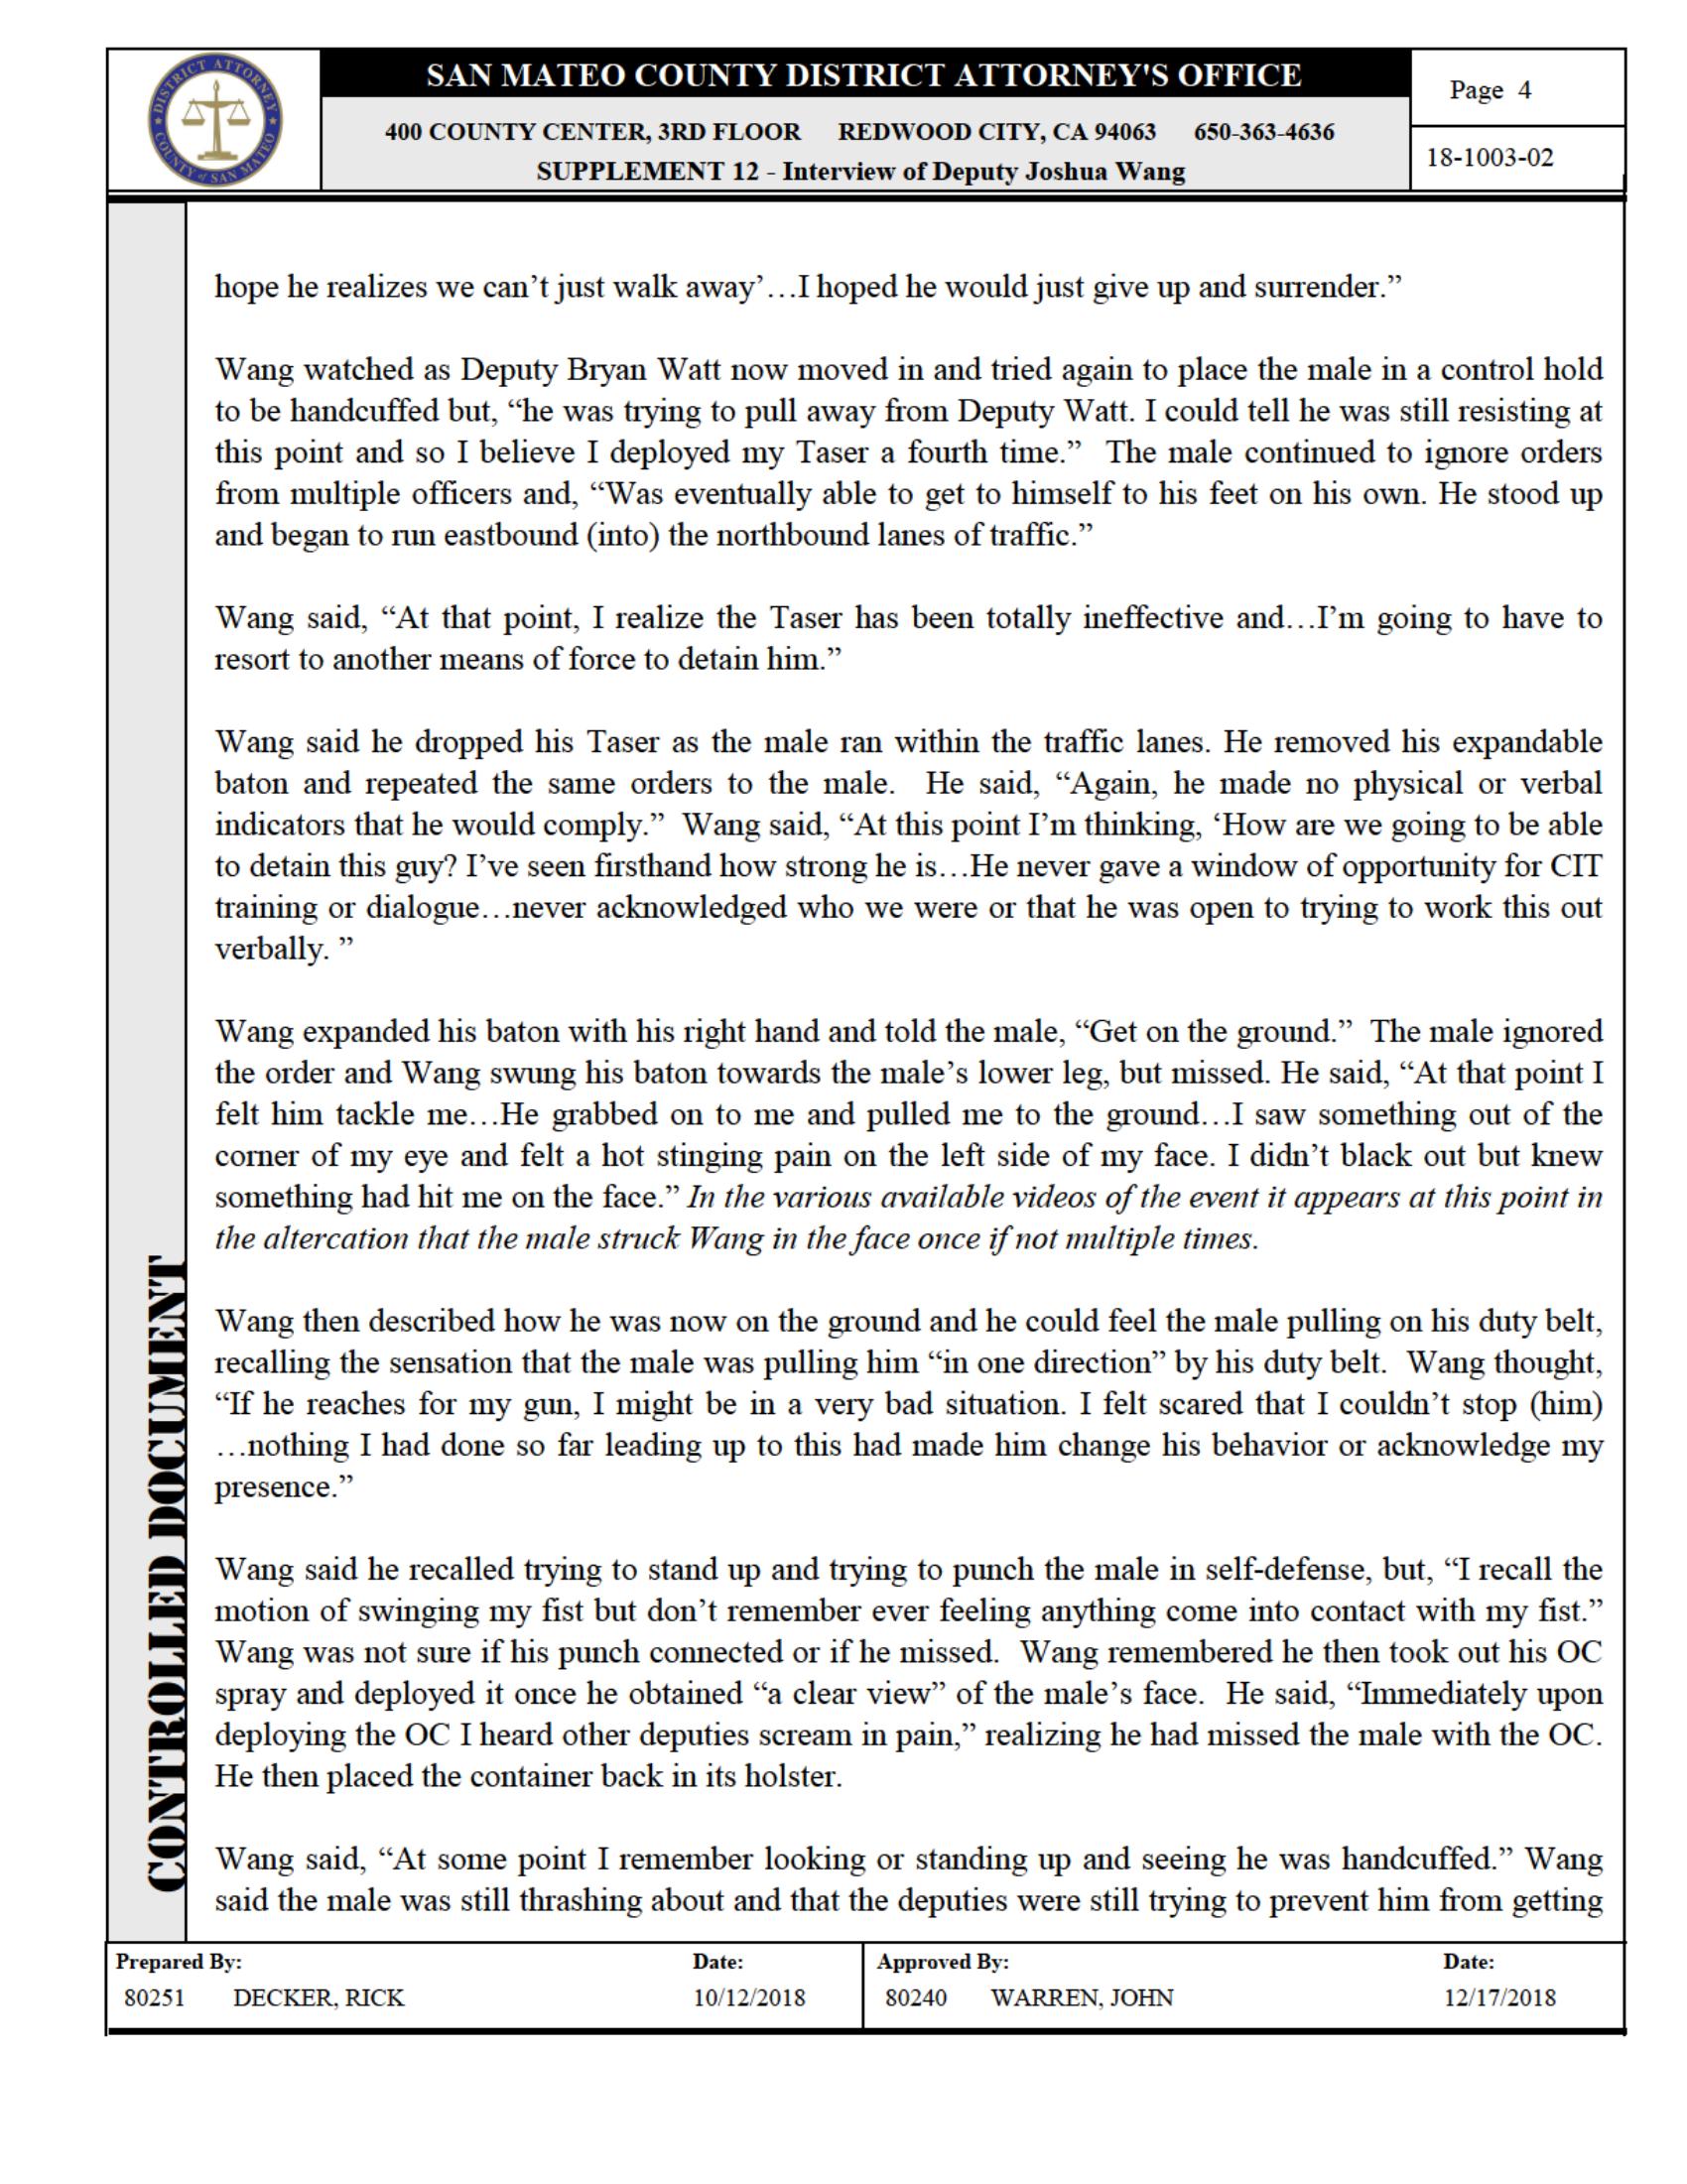 DISTRICT ATTORNEY
COUNTY of SAN MATEO
SAN MATEO COUNTY DISTRICT ATTORNEY'S OFFICE
400 COUNTY CENTER, 3RD FLOOR REDWOOD CITY, CA 94063 650-363-4636
SUPPLEMENT 12 - Interview of Deputy Joshua Wang
Page 4
18-1003-02
hope he realizes we can’t just walk away’…I hoped he would just give up and surrender.”
Wang watched as Deputy Bryan Watt now moved in and tried again to place the male in a control hold
to be handcuffed but, “he was trying to pull away from Deputy Watt. I could tell he was still resisting at
this point and so I believe I deployed my Taser a fourth time.” The male continued to ignore orders
from multiple officers and, “Was eventually able to get to himself to his feet on his own. He stood up
and began to run eastbound (into) the northbound lanes of traffic.”
Wang said, “At that point, I realize the Taser has been totally ineffective and…I’m going to have to
resort to another means of force to detain him.”
Wang said he dropped his Taser as the male ran within the traffic lanes. He removed his expandable
baton and repeated the same orders to the male. He said, “Again, he made no physical or verbal
indicators that he would comply.” Wang said, “At this point I’m thinking, ‘How are we going to be able
to detain this guy? I’ve seen firsthand how strong he is…He never gave a window of opportunity for CIT
training or dialogue…never acknowledged who we were or that he was open to trying to work this out
verbally. ”
Wang expanded his baton with his right hand and told the male, “Get on the ground.” The male ignored
the order and Wang swung his baton towards the male’s lower leg, but missed. He said, “At that point I
felt him tackle me…He grabbed on to me and pulled me to the ground…I saw something out of the
corner of my eye and felt a hot stinging pain on the left side of my face. I didn’t black out but knew
something had hit me on the face.” In the various available videos of the event it appears at this point in
the altercation that the male struck Wang in the face once if not multiple times.
Wang then described how he was now on the ground and he could feel the male pulling on his duty belt,
recalling the sensation that the male was pulling him “in one direction” by his duty belt. Wang thought,
“If he reaches for my gun, I might be in a very bad situation. I felt scared that I couldn’t stop (him)
…nothing I had done so far leading up to this had made him change his behavior or acknowledge my
presence.”
Wang said he recalled trying to stand up and trying to punch the male in self-defense, but, “I recall the
motion of swinging my fist but don’t remember ever feeling anything come into contact with my fist.”
Wang was not sure if his punch connected or if he missed. Wang remembered he then took out his OC
spray and deployed it once he obtained “a clear view” of the male’s face. He said, “Immediately upon
deploying the OC I heard other deputies scream in pain,” realizing he had missed the male with the OC.
He then placed the container back in its holster.
Wang said, “At some point I remember looking or standing up and seeing he was handcuffed.” Wang
said the male was still thrashing about and that the deputies were still trying to prevent him from getting
CONTROLLED DOCUMENT
Prepared By: Date: Approved By: Date:
80251 DECKER, RICK 10/12/2018 80240 WARREN, JOHN 12/17/2018